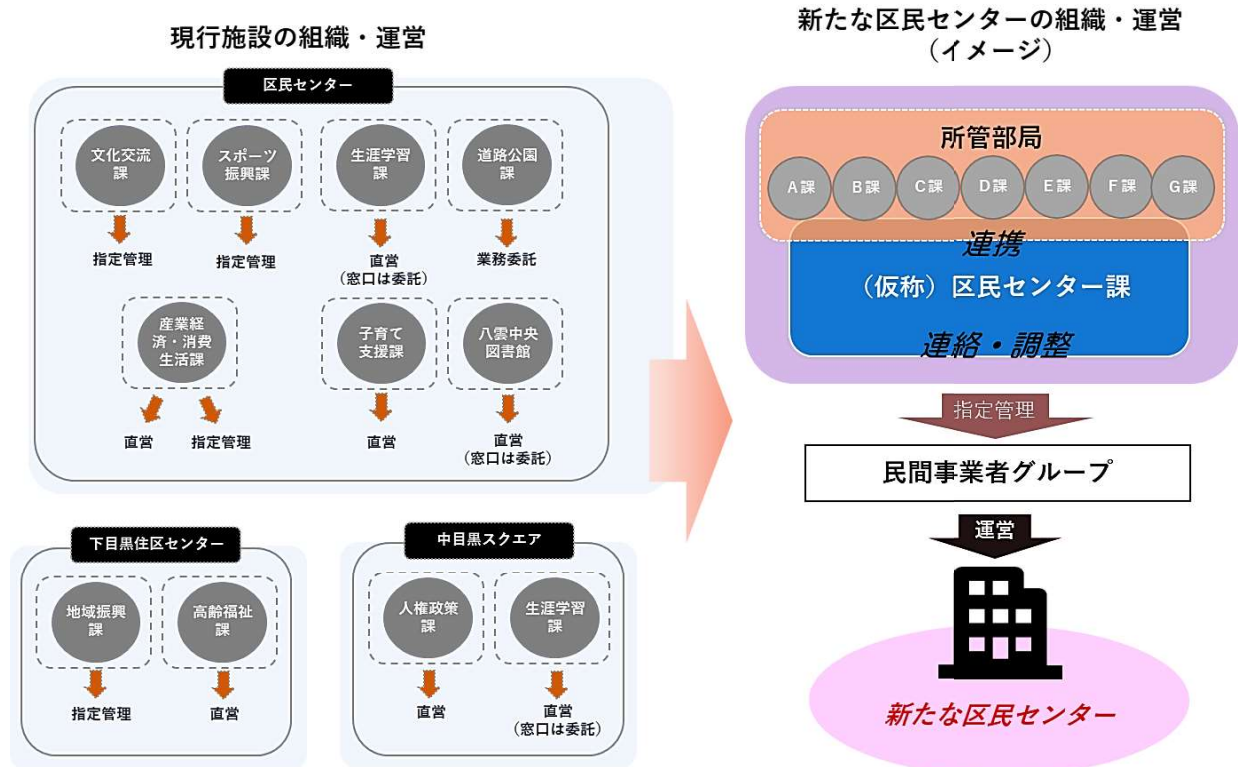 現行施設の組織・運営
区民センター
文化交流
課
指定管理
スポーツ
振興課
指定管理
生涯学習
課
直営
(窓口は委託)
道路公園
課
業務委託
産業経
済・消費
生活課
直営
指定管理
子育て
支援課
直営
八雲中央
図書館
直営
(窓口は委託)
下目黒住区センター
地域振興
課
指定管理
高齢福祉
課
直営
中目黒スクエア
人権政策
課
直営
生涯学習
課
直営
(窓口は委託)
新たな区民センターの組織・運営
（イメージ）
所管部局
A課
B課
C課
D課
E課
F課
G課
連携
（仮称）区民センター課
連絡・調整
指定管理
民間事業者グループ
運営
新たな区民センター